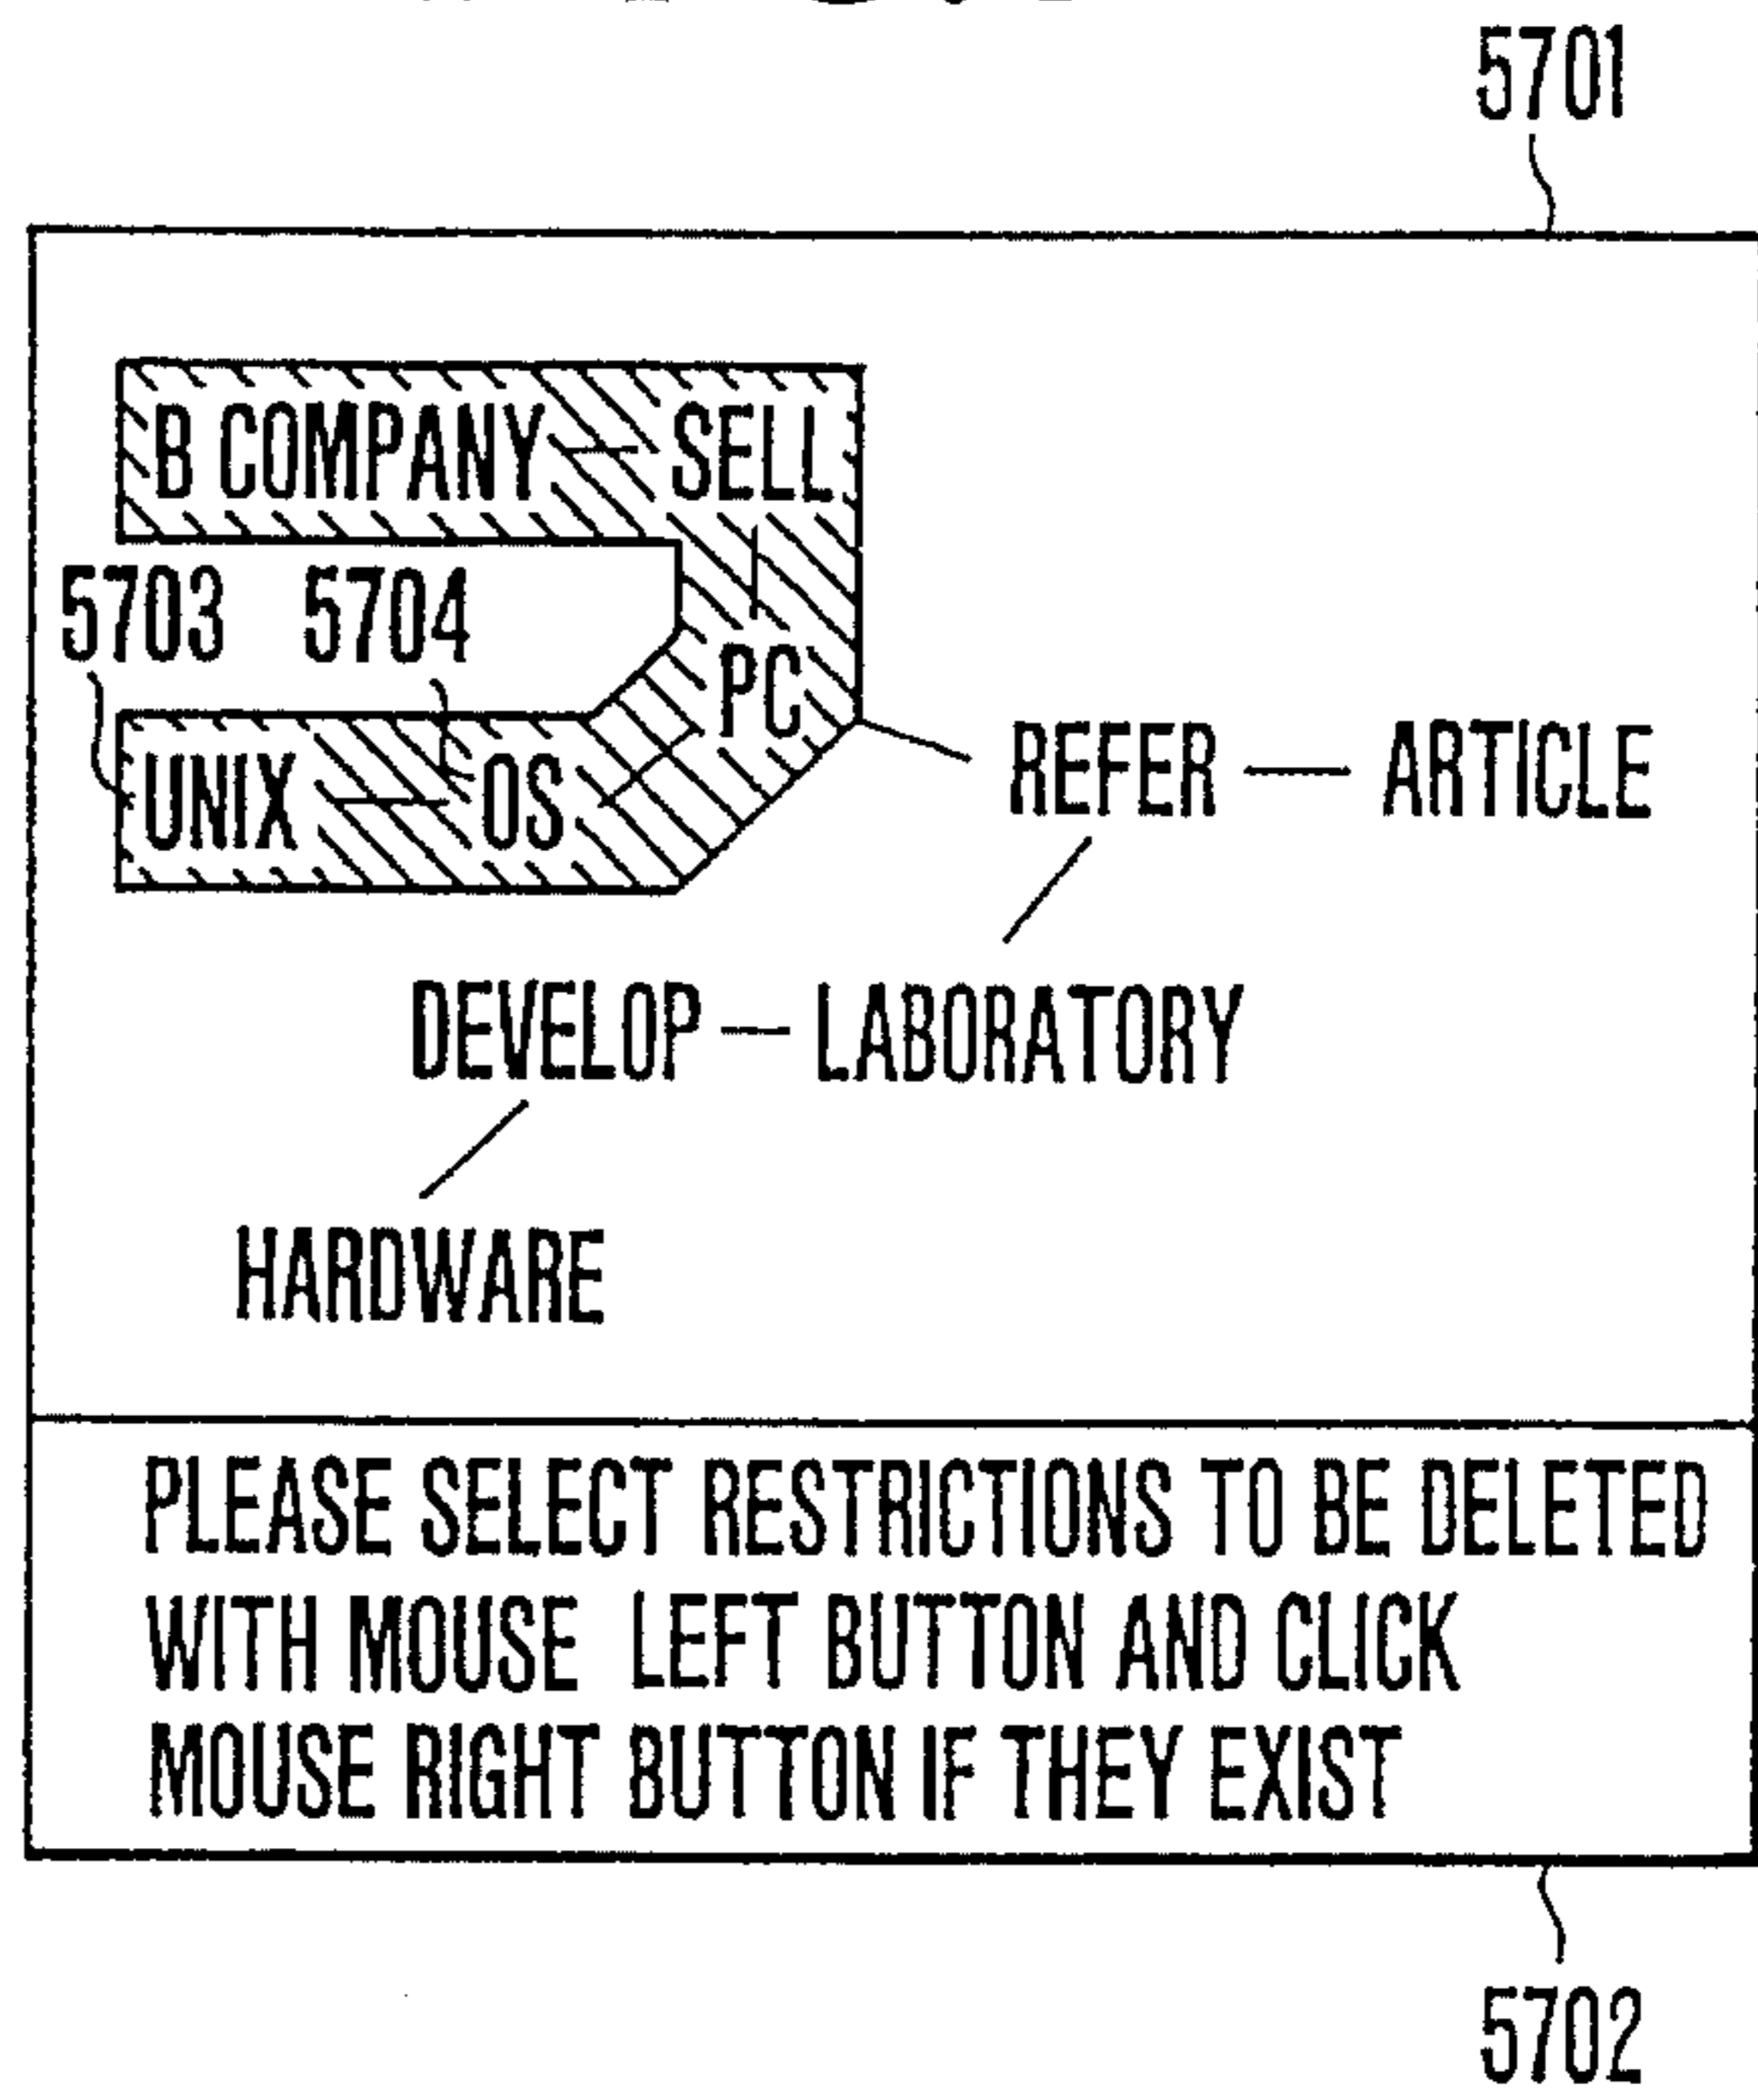 5701
B COMPANY SELL
5703 5704
PC
UNIX OS
REFER ARTICLE
DEVELOP LABORATORY
HARDWARE
PLEASE SELECT RESTRICTIONS TO BE DELETED
WITH MOUSE LEFT BUTTON AND CLICK
MOUSE RIGHT BUTTON IF THEY EXIST
5702